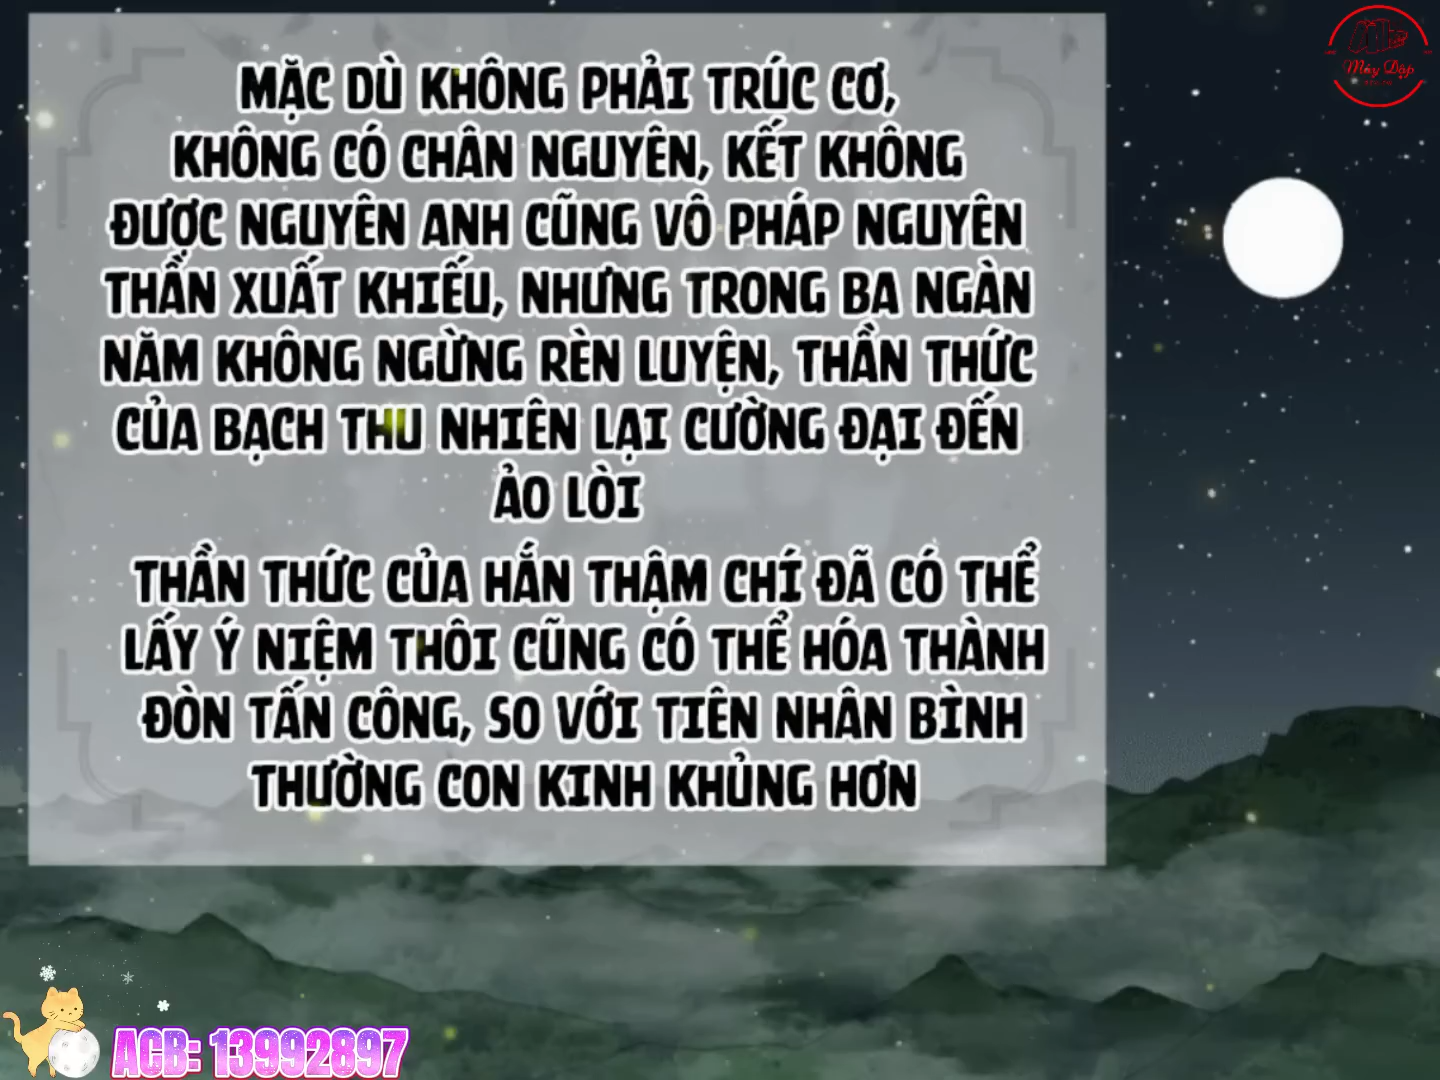 MẶC DÙ KHÔNG PHẢI TRÚC CƠ,
KHÔNG CÓ CHÂN NGUYÊN, KẾT KHÔNG
ĐƯỢC NGUYÊN ANH CŨNG VÔ PHÁP NGUYÊN
THẦN XUẤT KHIẾU, NHƯNG TRONG BA NGÀN
NĂM KHÔNG NGỪNG RÈN LUYỆN, THẦN THỨC
CỦA BẠCH THU NHIÊN LẠI CƯỜNG ĐẠI ĐẾN
ẢO LÒI
THẦN THỨC CỦA HẮN THẬM CHÍ ĐÃ CÓ THỂ
LẤY Ý NIỆM THÔI CŨNG CÓ THỂ HÓA THÀNH
ĐÒN TẤN CÔNG, SO VỚI TIÊN NHÂN BÌNH
THƯỜNG CON KINH KHỦNG HƠN
Máy Dập
ACB: 13992897